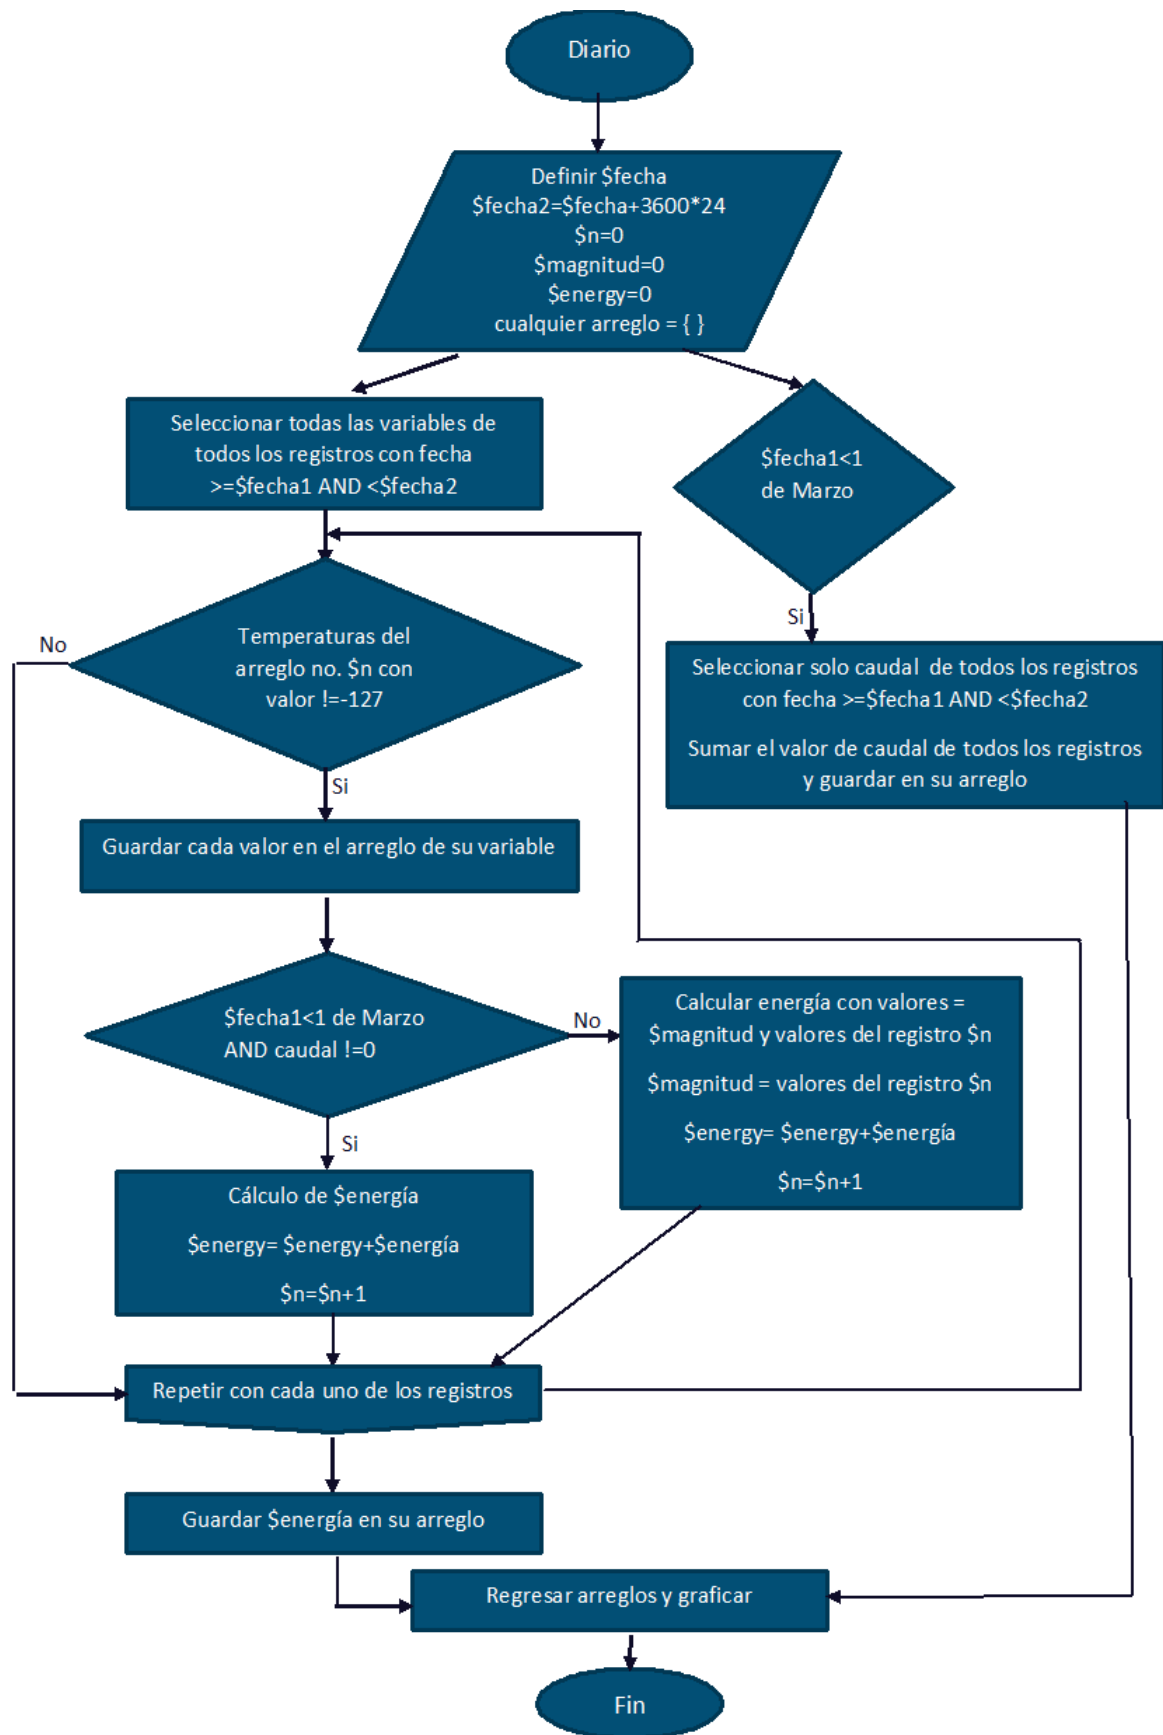 Diario
Definir $fecha
$fecha2=$fecha+3600*24
$n=0
$magnitud=0
$energy=0
cualquier arreglo = { }
Seleccionar todas las variables de
todos los registros con fecha
>=$fecha1 AND <$fecha2
$fecha1<1
de Marzo
Si
Seleccionar solo caudal de todos los registros
con fecha >=$fecha1 AND <$fecha2
Sumar el valor de caudal de todos los registros
y guardar en su arreglo
Temperaturas del
arreglo no. $n con
valor !=-127
No
Si
Guardar cada valor en el arreglo de su variable
$fecha1<1 de Marzo
AND caudal !=0
No
Calcular energía con valores =
$magnitud y valores del registro $n
$magnitud = valores del registro $n
$energy= $energy+$energía
$n=$n+1
Si
Cálculo de $energía
$energy= $energy+$energía
$n=$n+1
Repetir con cada uno de los registros
Guardar $energía en su arreglo
Regresar arreglos y graficar
Fin